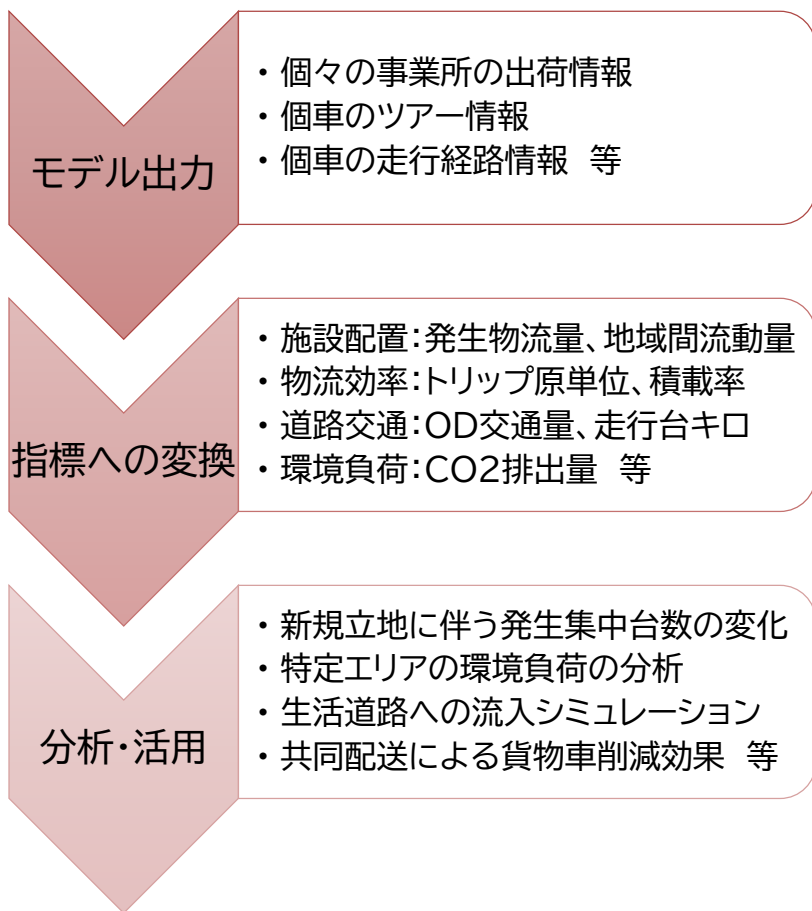 モデル出力
・個々の事業所の出荷情報
・個車のツアー情報
・個車の走行経路情報　等
指標への変換
・施設配置：発生物流量、地域間流動量
・物流効率：トリップ原単位、積載率
・道路交通：OD交通量、走行台キロ
・環境負荷：CO2排出量　等
分析・活用
・新規立地に伴う発生集中台数の変化
・特定エリアの環境負荷の分析
・生活道路への流入シミュレーション
・共同配送による貨物車削減効果　等